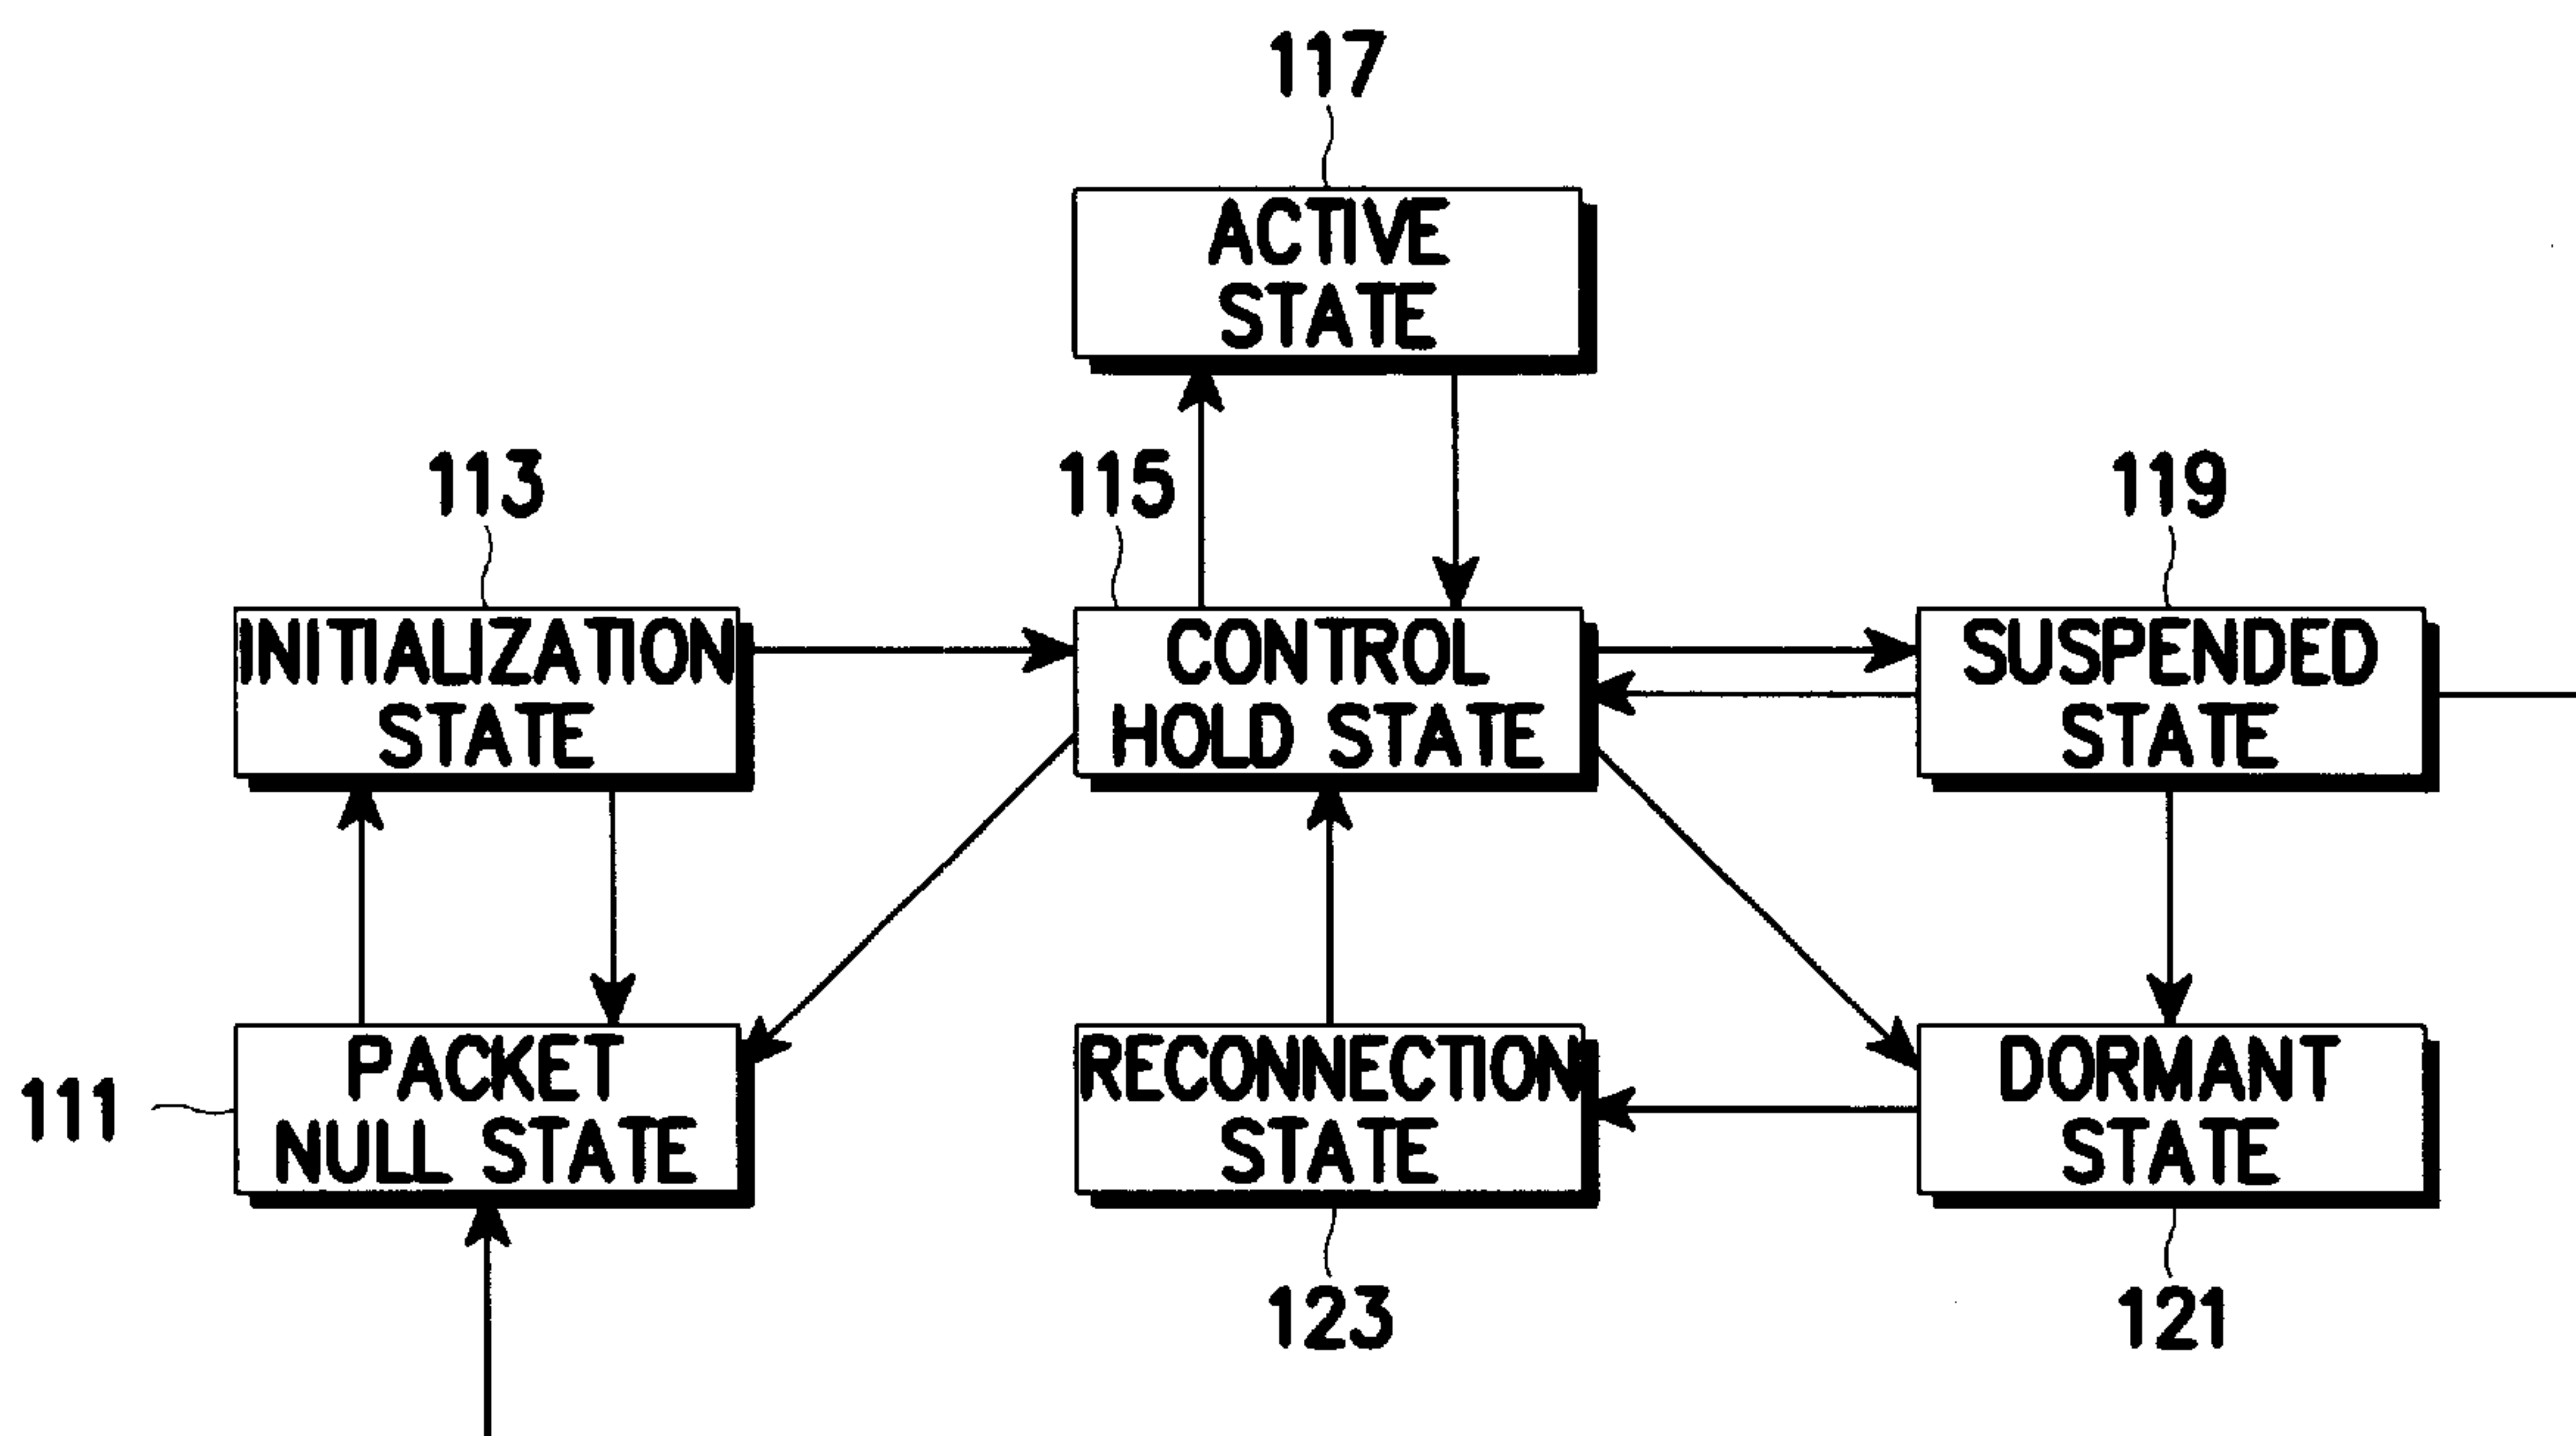 117
ACTIVE
STATE
113
115
119
INITIALIZATION
STATE
CONTROL
HOLD STATE
SUSPENDED
STATE
111
PACKET
NULL STATE
RECONNECTION
STATE
DORMANT
STATE
123
121